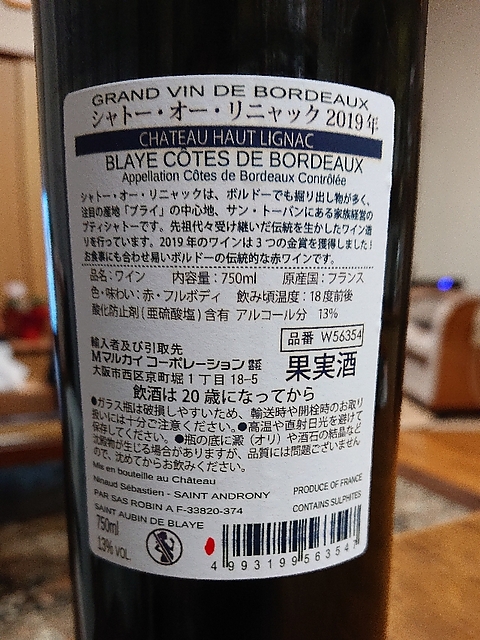 GRAND VIN DE BORDEAUX
シャトー・オー・リニャック 2019年
CHATEAU HAUT LIGNAC
BLAYE CÔTES DE BORDEAUX
Appellation Côtes de Bordeaux Contrôlée
シャトー・オー・リニャックは、ボルドーでも掘り出し物が多く、
注目の産地「ブライ」の中心地、サン・トーバンにある家族経営の
プティシャトーです。先祖代々受け継いだ伝統を生かしたワイン造
りを行っています。2019年のワインは3つの金賞を獲得しました!
お食事にも合わせ易いボルドーの伝統的な赤ワインです。
品名:ワイン 内容量:750ml 原産国:フランス
色・味わい:赤・フルボディ 飲み頃温度:18度前後
酸化防止剤(亜硫酸塩)含有 アルコール分 13%
品番 W56354
輸入者及び引取先
Mマルカイ コーポレーション 株式会社
大阪市西区京町堀1丁目18-5
果実酒
飲酒は20歳になってから
●ガラス瓶は破損しやすいため、輸送時や開栓時のお取り
扱いには十分ご注意ください。●高温や直射日光を避けて
保存してください。●瓶の底に澱(オリ)や酒石の結晶など
沈殿物が生じる場合がありますが、品質には問題ございません
ので、沈めてからお飲みください。
Mis en bouteille au Château
Ninaud Sébastien - SAINT ANDRONY
PAR SAS ROBIN A F-33820-374
SAINT AUBIN DE BLAYE
PRODUCE OF FRANCE
CONTAINS SULPHITES
750ml
13% VOL.
4 993199 563547